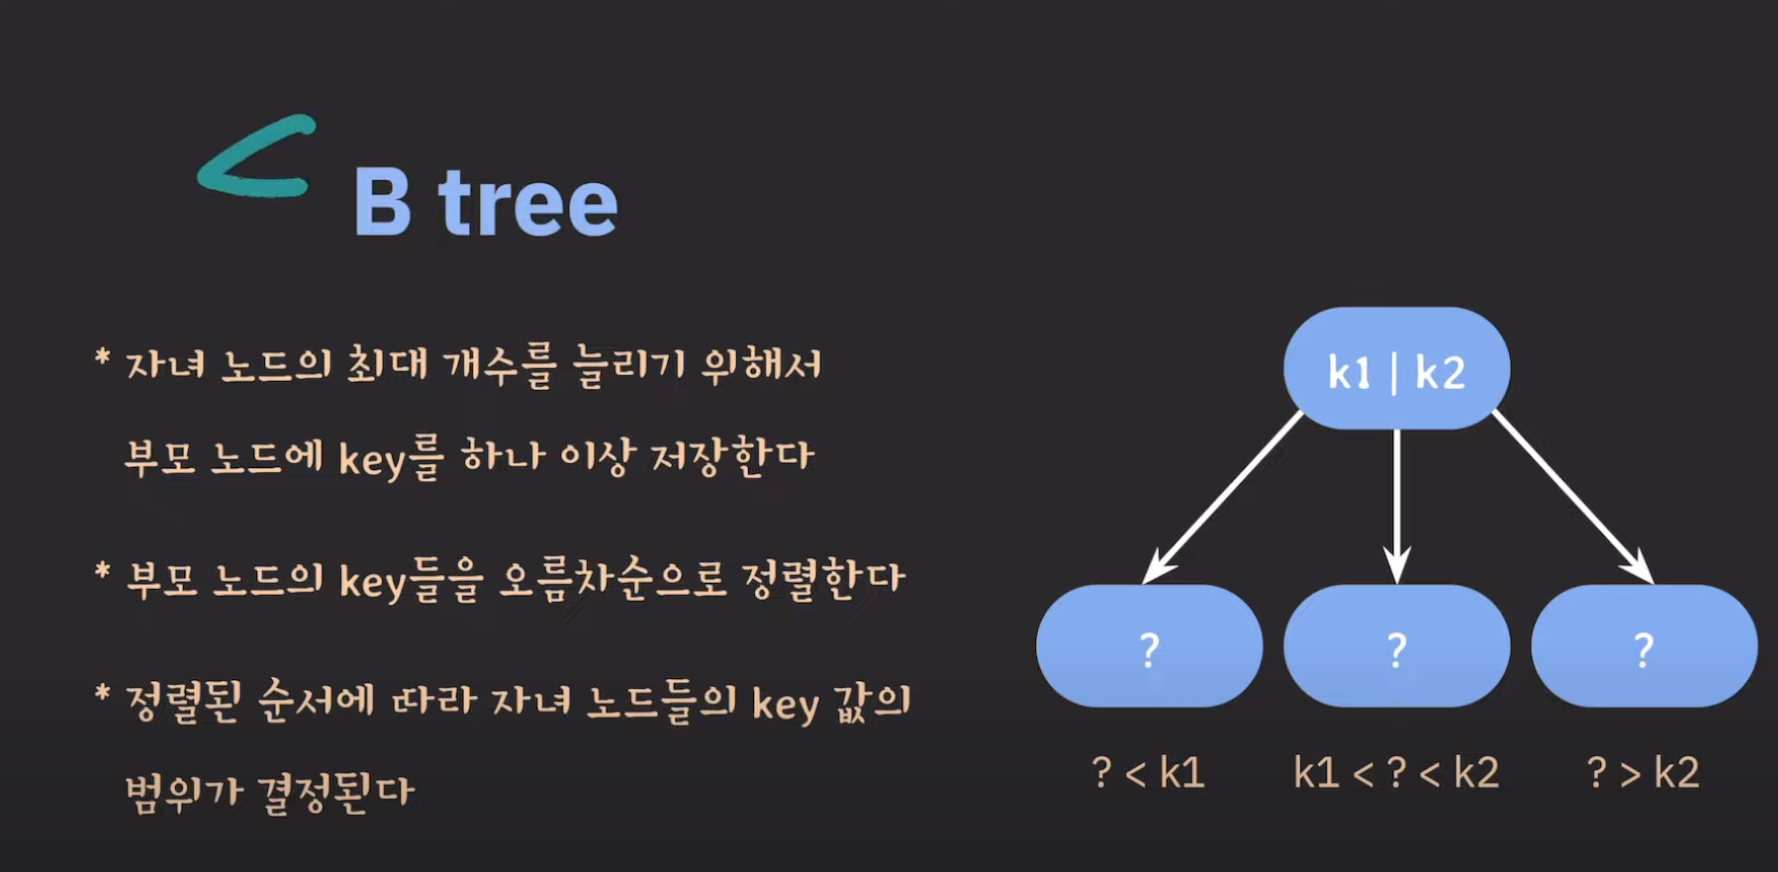 B tree
* 자녀 노드의 최대 개수를 늘리기 위해서
부모 노드에 key를 하나 이상 저장한다
* 부모 노드의 key들을 오름차순으로 정렬한다
* 정렬된 순서에 따라 자녀 노드들의 key 값의
범위가 결정된다
k1 | k2
? ? ?
? < k1 k1 < ? < k2 ? > k2